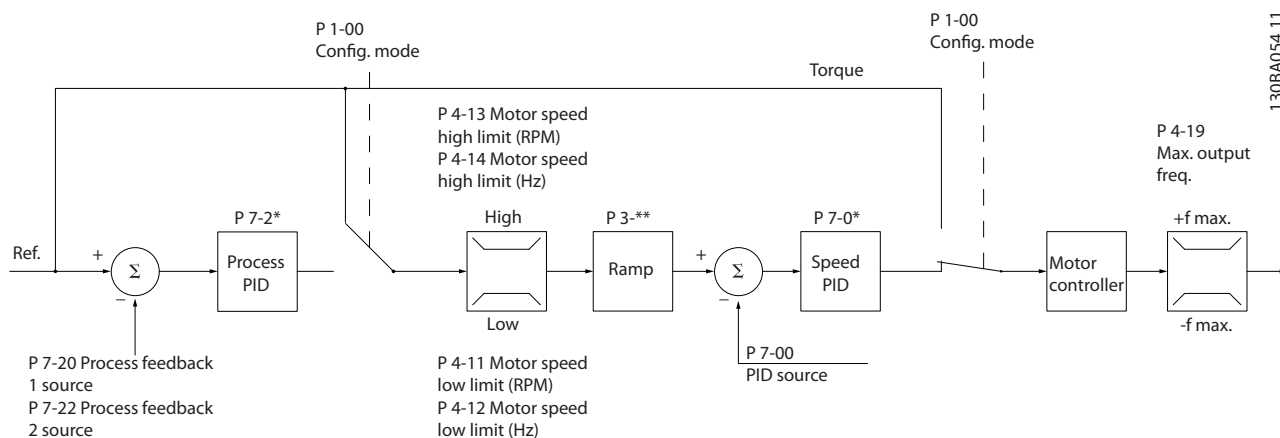 P 1-00
Config. mode
P 1-00
Config. mode
130BA054.11
Torque
P 4-13 Motor speed
high limit (RPM)
P 4-14 Motor speed
high limit (Hz)
P 4-19
Max. output
freq.
P 7-2*
High
P 3-**
P 7-0*
+f max.
Ref.
+
Σ
–
Process
PID
Ramp
+
Σ
–
Speed
PID
Motor
controller
Low
-f max.
P 7-20 Process feedback
1 source
P 7-22 Process feedback
2 source
P 4-11 Motor speed
low limit (RPM)
P 4-12 Motor speed
low limit (Hz)
P 7-00
PID source